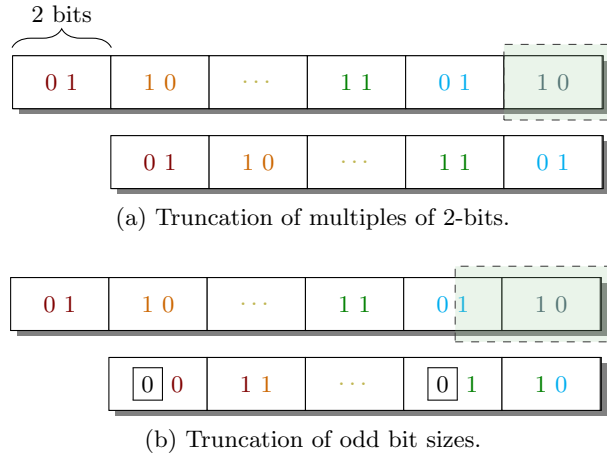 2 bits
0 1 1 0 ··· 1 1 0 1 1 0
0 1 1 0 ··· 1 1 0 1
(a) Truncation of multiples of 2-bits.
0 1 1 0 ··· 1 1 0 1 1 0
0 0 1 1 ··· 0 1 1 0
(b) Truncation of odd bit sizes.